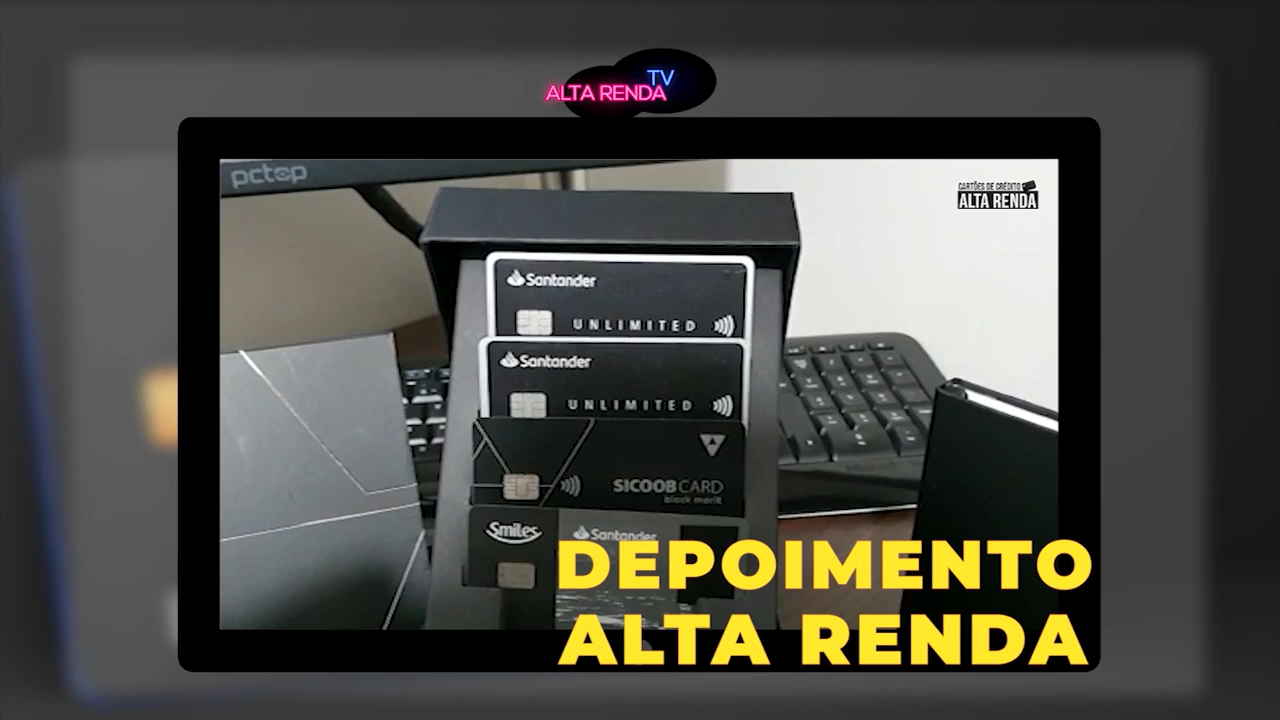 TV
ALTA RENDA
pctop
CARTÕES DE CRÉDITO
ALTA RENDA
Santander
UNLIMITED
Santander
UNLIMITED
SICOOBCARD
black merit
Smiles
Santander
DEPOIMENTO
ALTA RENDA